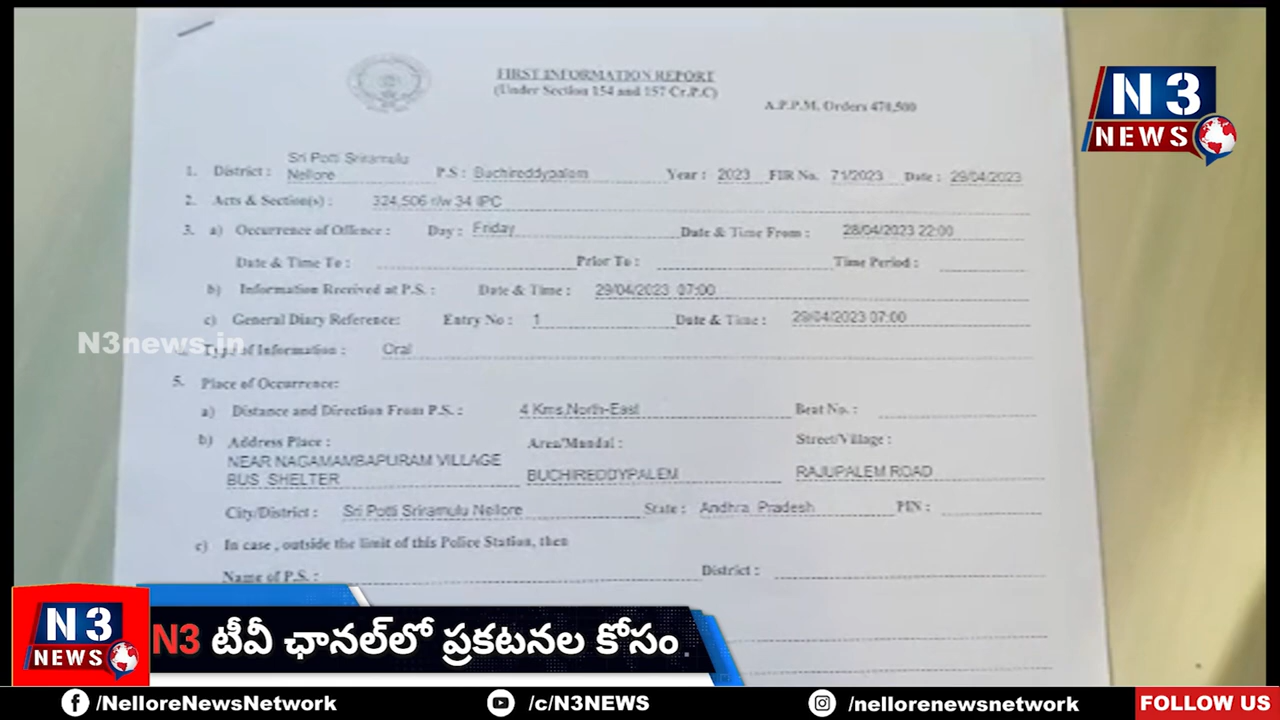 FIRST INFORMATION REPORT
(Under Section 154 and 157 Cr.P.C)
A.P.P.M. Orders 470,500
N3
NEWS
1. District : Sri Potti Sriramulu Nellore P.S : Buchireddypalem Year : 2023 FIR No. 71/2023 Date : 29/04/2023
2. Acts & Section(s) : 324,506 r/w 34 IPC
3. a) Occurrence of Offence : Day : Friday Date & Time From : 28/04/2023 22:00
Date & Time To : Prior To : Time Period :
b) Information Received at P.S. : Date & Time : 29/04/2023 07:00
c) General Diary Reference: Entry No : 1 Date & Time : 29/04/2023 07:00
N3news.in
Type of Information : Oral
5. Place of Occurrence:
a) Distance and Direction From P.S. : 4 Kms,North-East Beat No. :
b) Address Place : Area/Mandal : Street/Village :
NEAR NAGAMAMBAPURAM VILLAGE
BUS SHELTER BUCHIREDDYPALEM RAJUPALEM ROAD
City/District : Sri Potti Sriramulu Nellore State : Andhra Pradesh PIN :
c) In case , outside the limit of this Police Station, then
Name of P.S. : District :
N3
NEWS
N3 టీవీ ఛానల్‌లో ప్రకటనల కోసం.
/NelloreNewsNetwork /c/N3NEWS /nellorenewsnetwork FOLLOW US